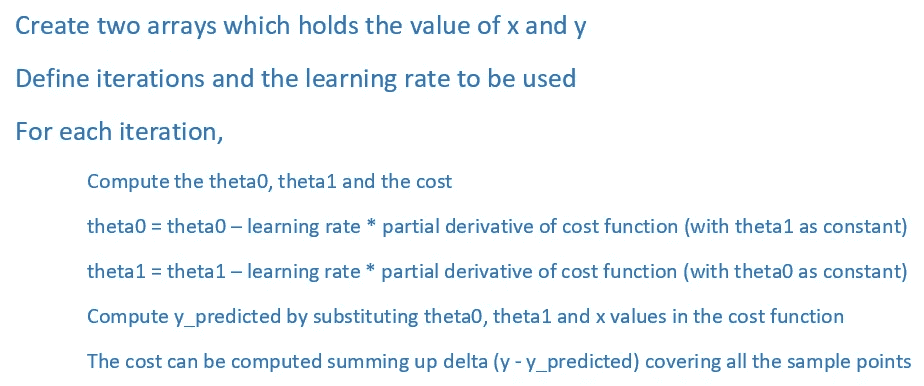 Create two arrays which holds the value of x and y
Define iterations and the learning rate to be used
For each iteration,
Compute the theta0, theta1 and the cost
theta0 = theta0 – learning rate * partial derivative of cost function (with theta1 as constant)
theta1 = theta1 – learning rate * partial derivative of cost function (with theta0 as constant)
Compute y_predicted by substituting theta0, theta1 and x values in the cost function
The cost can be computed summing up delta (y - y_predicted) covering all the sample points